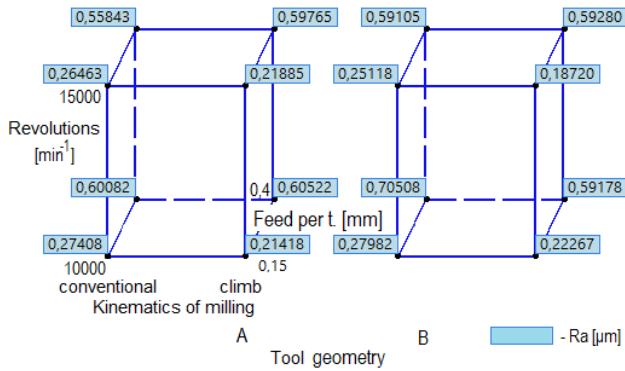 0,55843 0,59765 0,59105 0,59280
0,26463 0,21885 0,25118 0,18720
15000
Revolutions
[min-1]
0,60082 0,4 0,60522 0,70508 0,59178
Feed per t. [mm]
0,27408 0,21418 0,27982 0,22267
10000 0,15
conventional climb
Kinematics of milling
A B - Ra [μm]
Tool geometry